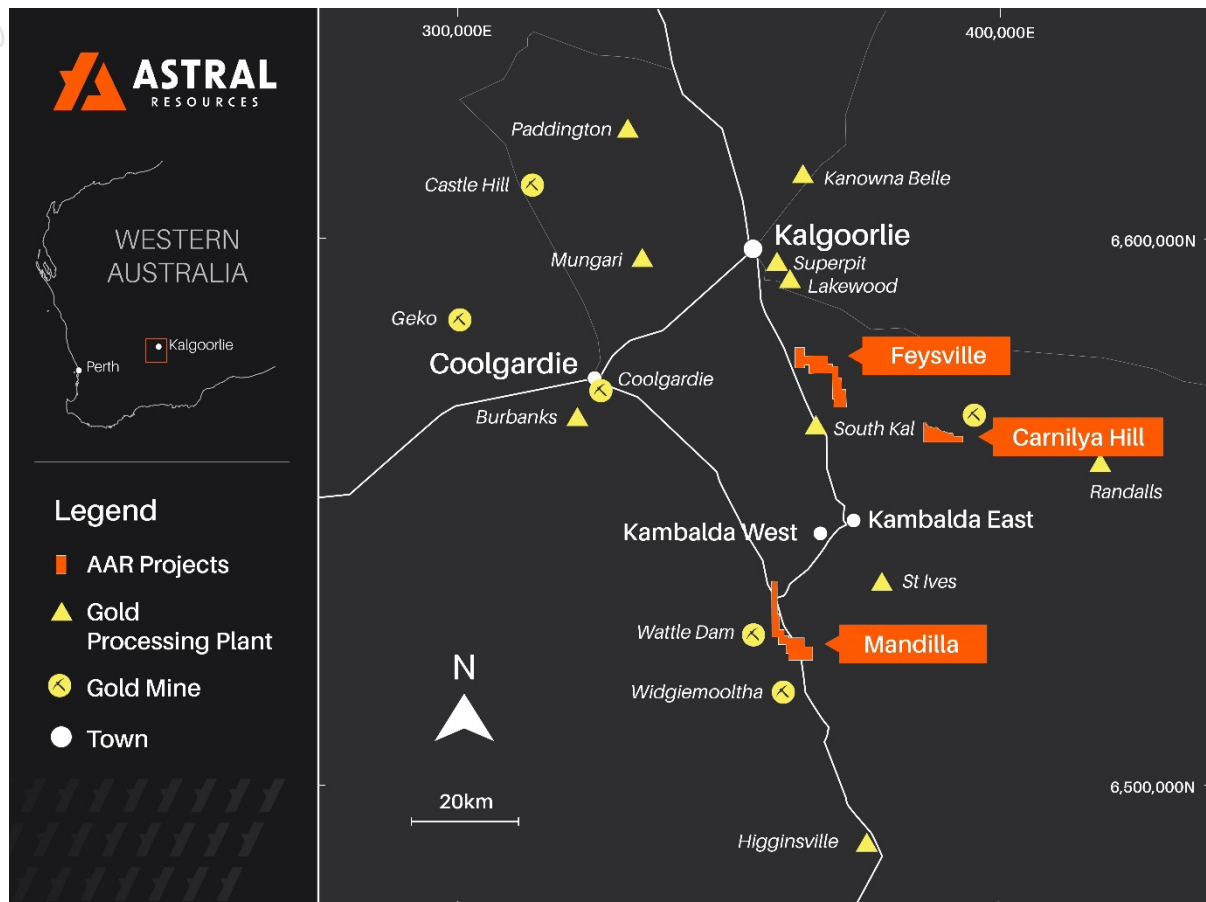 ASTRAL
RESOURCES
WESTERN
AUSTRALIA
Kalgoorlie
Perth
Legend
AAR Projects
Gold
Processing Plant
Gold Mine
Town
300,000E
400,000E
Paddington
Castle Hill
Kanowna Belle
Kalgoorlie
6,600,000N
Mungari
Superpit
Lakewood
Geko
Feysville
Coolgardie
Coolgardie
Burbanks
South Kal
Carnilya Hill
Randalls
Kambalda West
Kambalda East
St Ives
Wattle Dam
Mandilla
N
Widgiemooltha
20km
6,500,000N
Higginsville